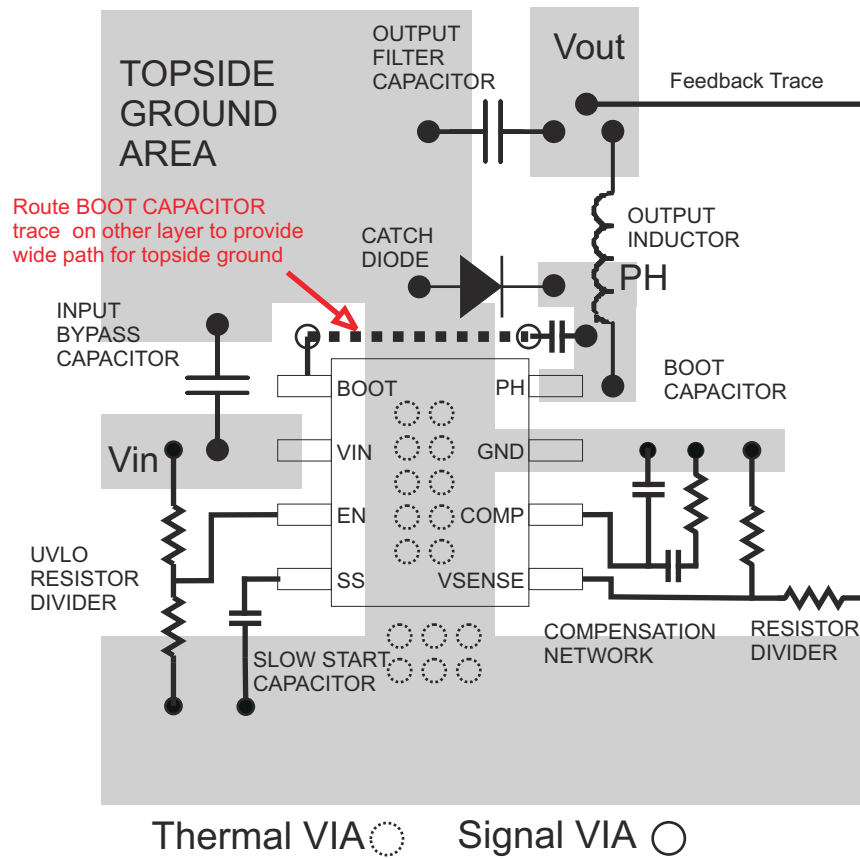 TOPSIDE
GROUND
AREA
OUTPUT
FILTER
CAPACITOR
Vout
Feedback Trace
Route BOOT CAPACITOR
trace on other layer to provide
wide path for topside ground
CATCH
DIODE
OUTPUT
INDUCTOR
PH
INPUT
BYPASS
CAPACITOR
BOOT
CAPACITOR
BOOT
PH
Vin
VIN
GND
EN
COMP
UVLO
RESISTOR
DIVIDER
SS
VSENSE
SLOW START
CAPACITOR
COMPENSATION
NETWORK
RESISTOR
DIVIDER
Thermal VIA
Signal VIA